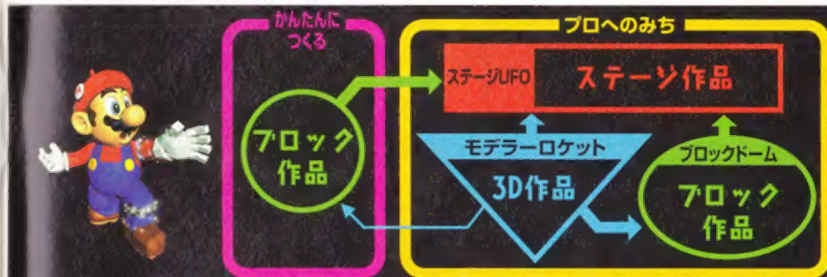 かんたんに
つくる
プロへのみち
ブロック
作品
ステージUFO
ステージ作品
モデラーロケット
3D作品
ブロックドーム
ブロック
作品